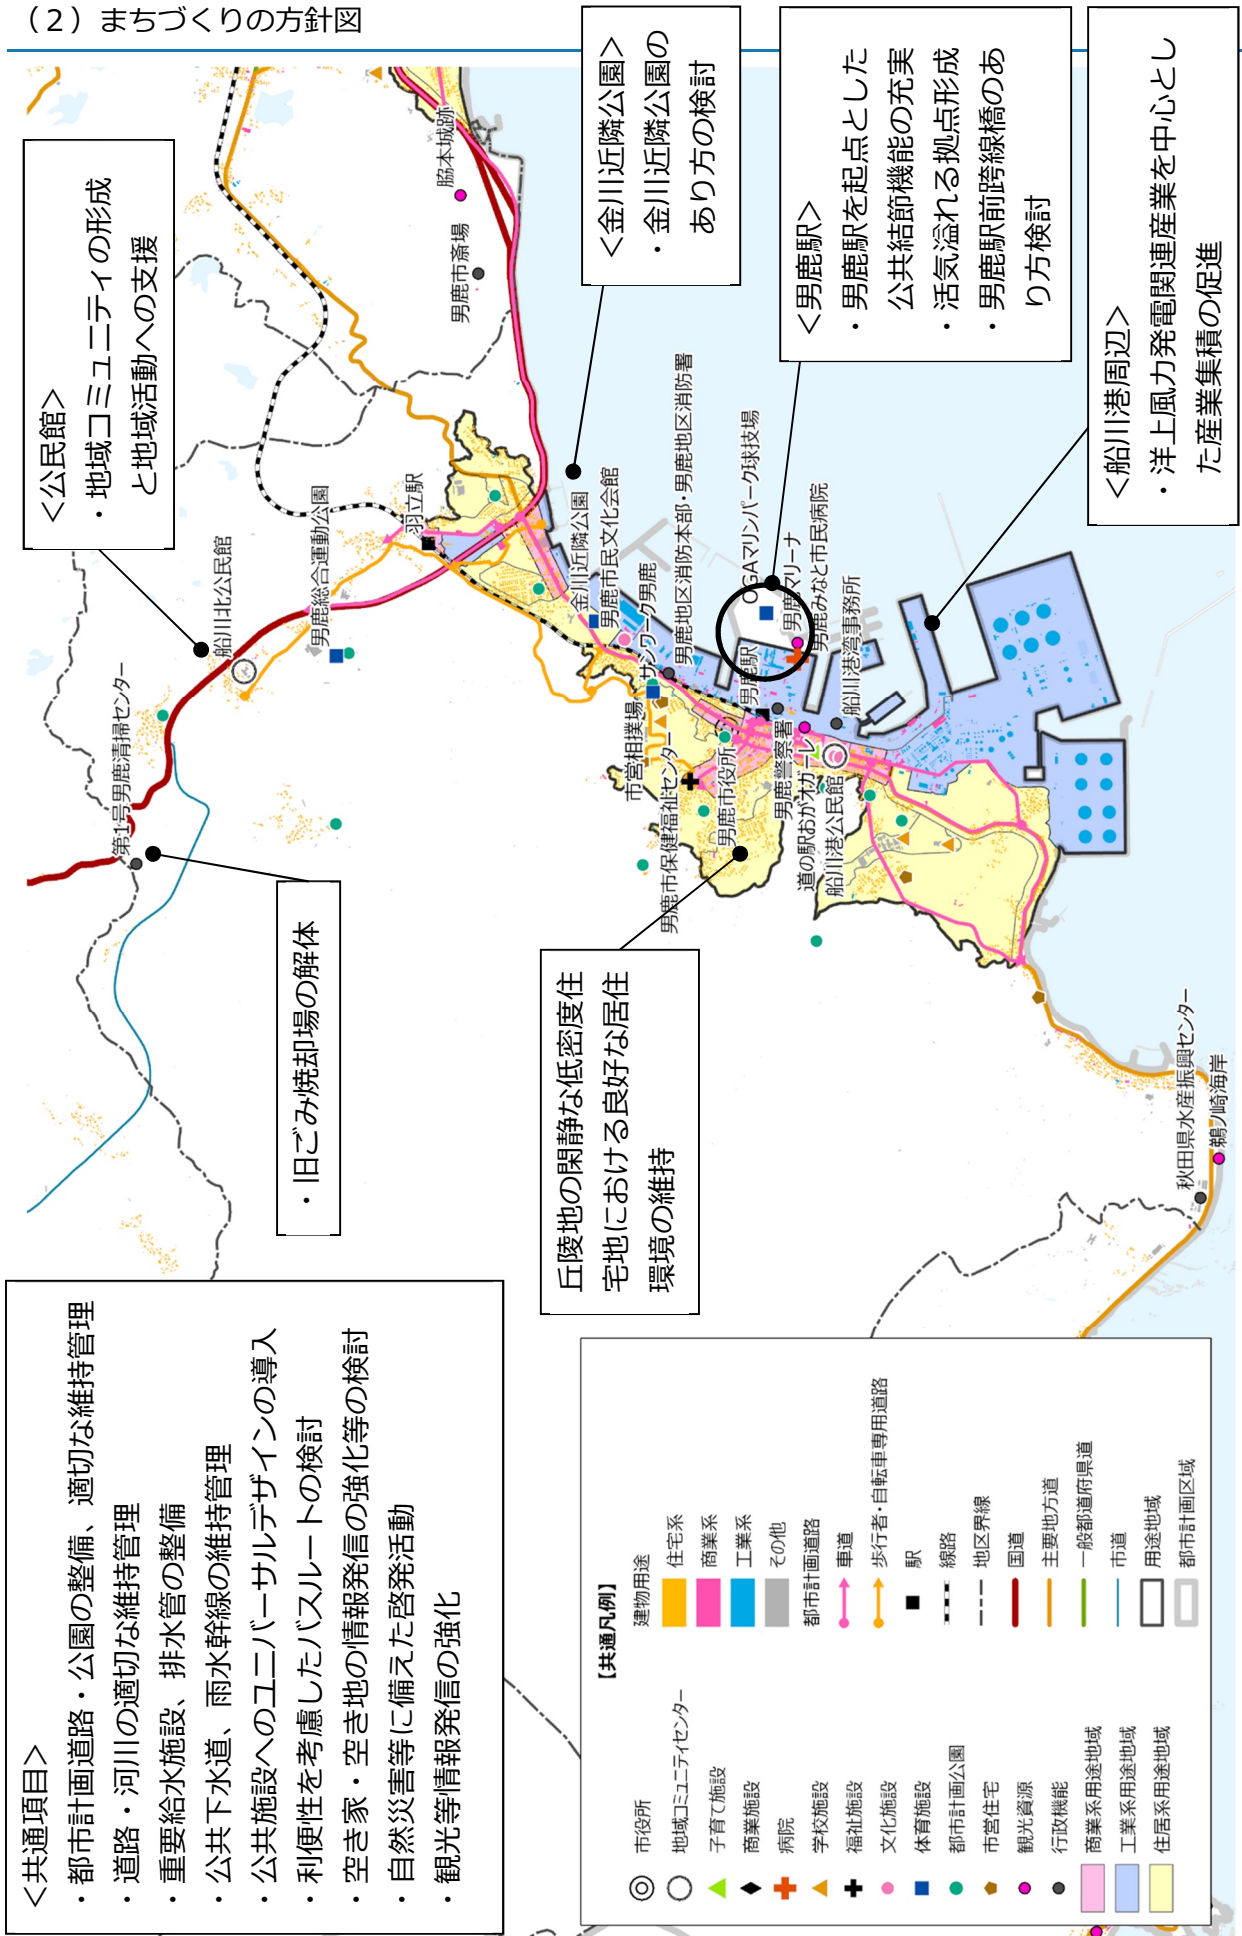 （２）まちづくりの方針図
＜共通項目＞
・都市計画道路・公園の整備、適切な維持管理
・道路・河川の適切な維持管理
・重要給水施設、排水管の整備
・公共下水道、雨水幹線の維持管理
・公共施設へのユニバーサルデザインの導入
・利便性を考慮したバスルートの検討
・空き家・空き地の情報発信の強化等の検討
・自然災害等に備えた啓発活動
・観光等情報発信の強化
・旧ごみ焼却場の解体
＜公民館＞
・地域コミュニティの形成
と地域活動への支援
丘陵地の閑静な低密度住
宅地における良好な居住
環境の維持
＜金川近隣公園＞
・金川近隣公園の
あり方の検討
＜男鹿駅＞
・男鹿駅を起点とした
公共結節機能の充実
・活気溢れる拠点形成
・男鹿駅前跨線橋のあ
り方検討
＜船川港周辺＞
・洋上風力発電関連産業を中心とし
た産業集積の促進
第1号男鹿清掃センター
船川北公民館
男鹿総合運動公園
羽立駅
脇本城跡
男鹿市斎場
金川近隣公園
男鹿市民文化会館
サンワーク男鹿
男鹿地区消防本部・男鹿地区消防署
市営相撲場
男鹿市保健福祉センター
男鹿市役所
男鹿駅
OGAマリンパーク球技場
男鹿マリーナ
男鹿みなと市民病院
男鹿警察署
道の駅おがオガーレ
船川港公民館
船川港湾事務所
秋田県水産振興センター
鵜ノ崎海岸
【共通凡例】
市役所
地域コミュニティセンター
子育て施設
商業施設
病院
学校施設
福祉施設
文化施設
体育施設
都市計画公園
市営住宅
観光資源
行政機能
商業系用途地域
工業系用途地域
住居系用途地域
建物用途
住宅系
商業系
工業系
その他
都市計画道路
車道
歩行者・自転車専用道路
駅
線路
地区界線
国道
主要地方道
一般都道府県道
市道
用途地域
都市計画区域